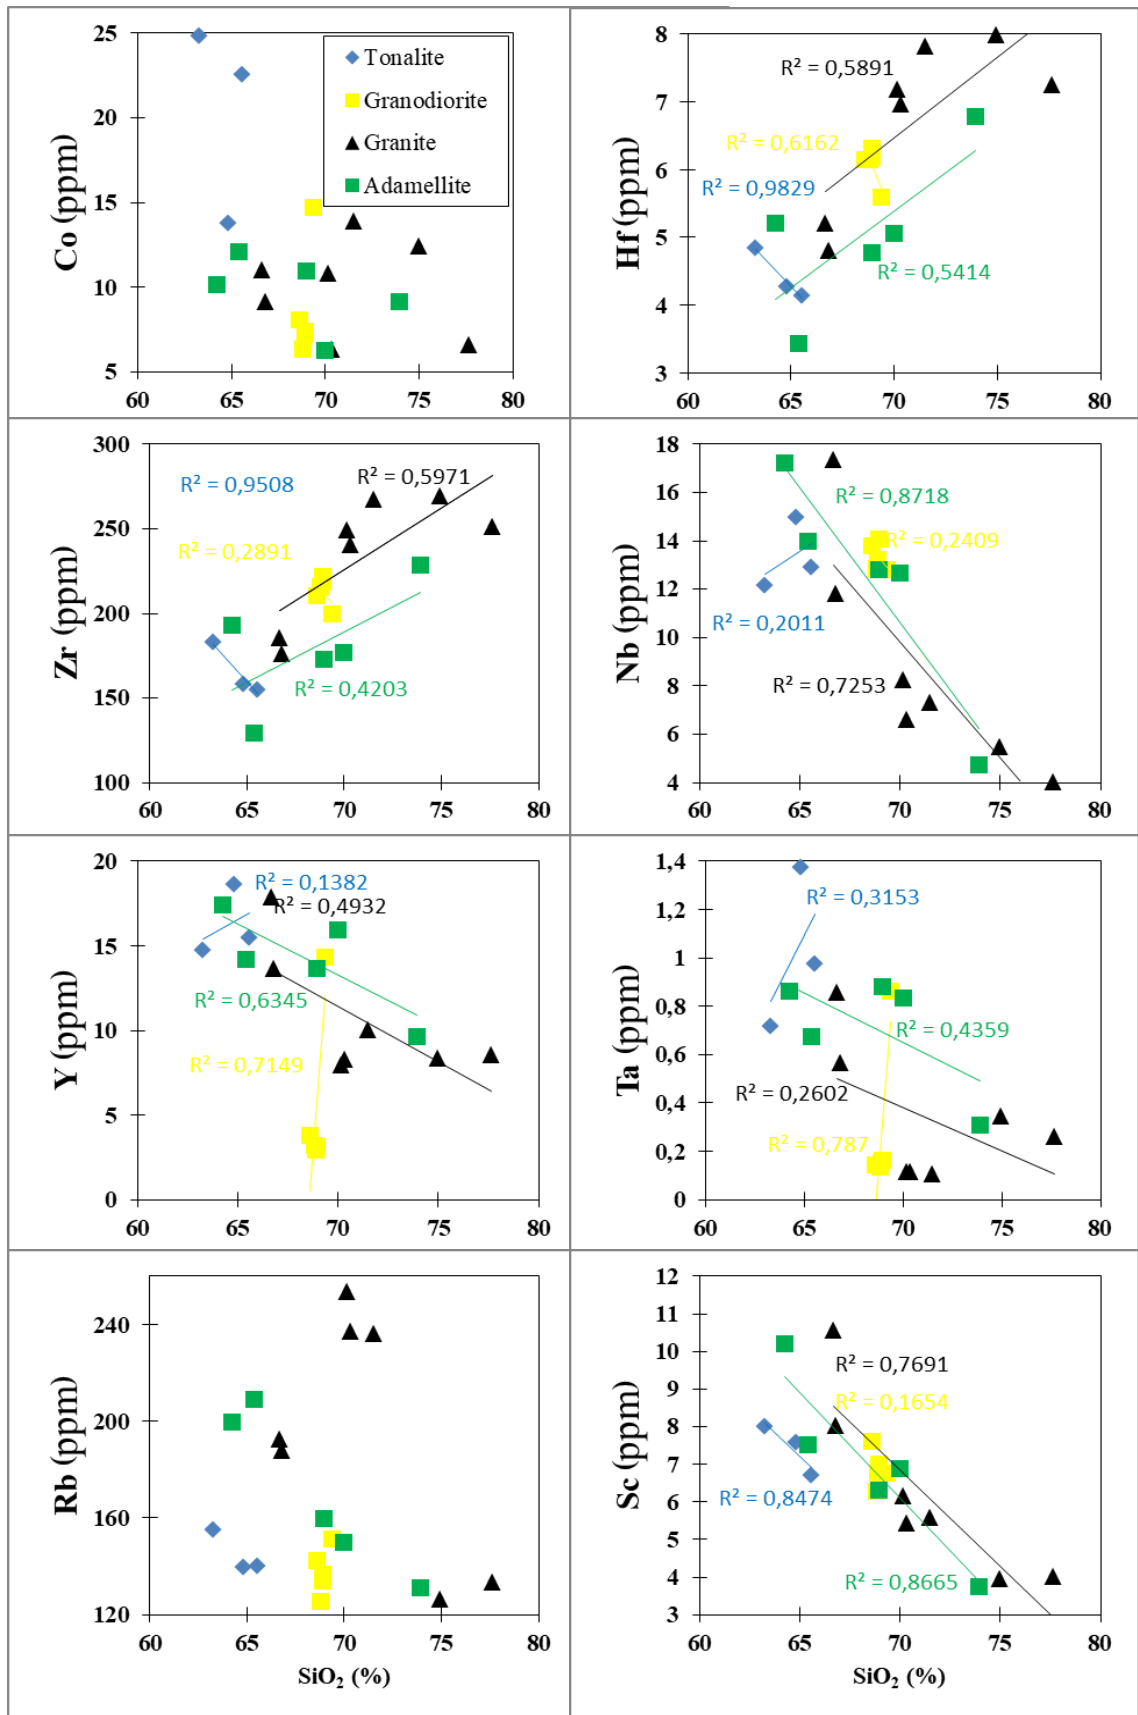 Co (ppm)
25
20
15
10
5
60 65 70 75 80
Tonalite
Granodiorite
Granite
Adamellite
Hf (ppm)
8
7
6
5
4
3
60 65 70 75 80
R² = 0,5891
R² = 0,6162
R² = 0,9829
R² = 0,5414
Zr (ppm)
300
250
200
150
100
60 65 70 75 80
R² = 0,9508
R² = 0,5971
R² = 0,2891
R² = 0,4203
Nb (ppm)
18
16
14
12
10
8
6
4
60 65 70 75 80
R² = 0,8718
R² = 0,2409
R² = 0,2011
R² = 0,7253
Y (ppm)
20
15
10
5
0
60 65 70 75 80
R² = 0,1382
R² = 0,4932
R² = 0,6345
R² = 0,7149
Ta (ppm)
1,4
1,2
1
0,8
0,6
0,4
0,2
0
60 65 70 75 80
R² = 0,3153
R² = 0,4359
R² = 0,2602
R² = 0,787
Rb (ppm)
240
200
160
120
60 65 70 75 80
SiO₂ (%)
Sc (ppm)
12
11
10
9
8
7
6
5
4
3
60 65 70 75 80
R² = 0,7691
R² = 0,1654
R² = 0,8474
R² = 0,8665
SiO₂ (%)